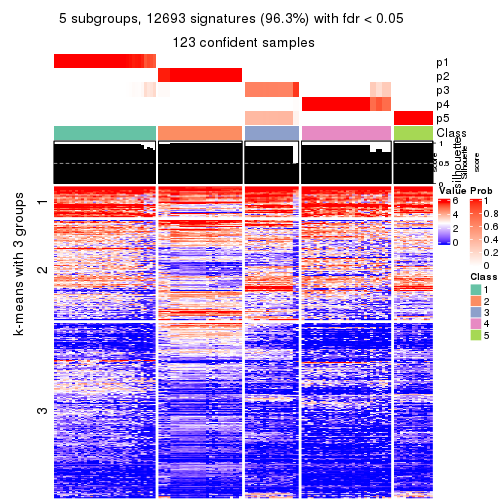 5 subgroups, 12693 signatures (96.3%) with fdr < 0.05
123 confident samples
p1
p2
p3
p4
p5
Class
1
0.5
0
silhouette
score
Silhouette
score
k-means with 3 groups
1
2
3
Value
6
4
2
0
Prob
1
0.8
0.6
0.4
0.2
0
Class
1
2
3
4
5